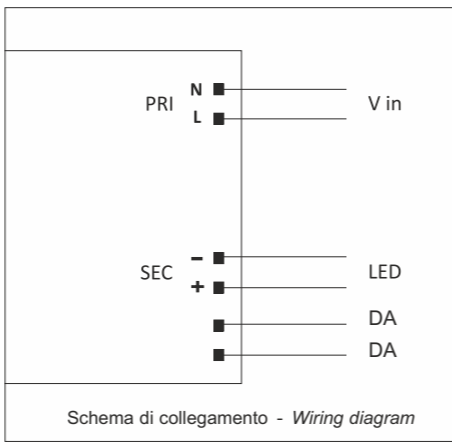 PRI N V in
L
SEC − LED
+
DA
DA
Schema di collegamento - Wiring diagram